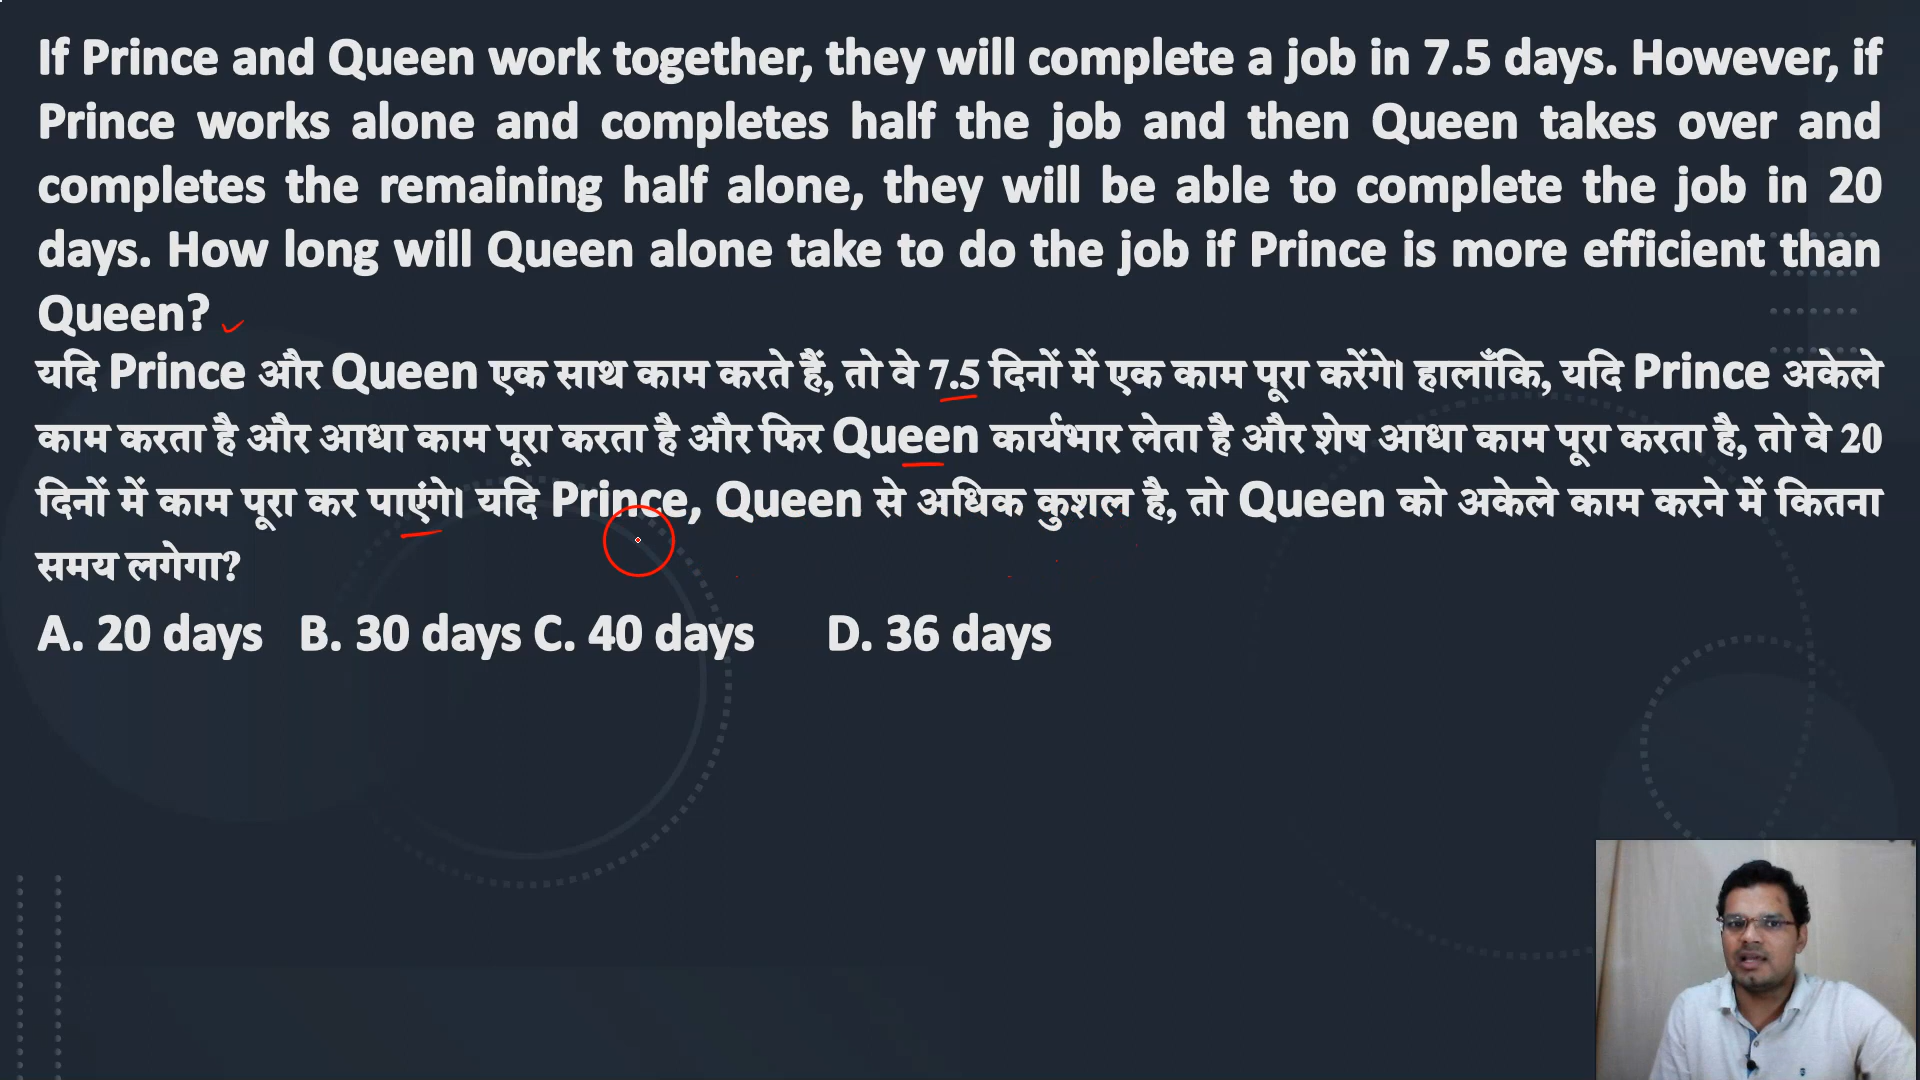 If Prince and Queen work together, they will complete a job in 7.5 days. However, if
Prince works alone and completes half the job and then Queen takes over and
completes the remaining half alone, they will be able to complete the job in 20
days. How long will Queen alone take to do the job if Prince is more efficient than
Queen?
यदि Prince और Queen एक साथ काम करते हैं, तो वे 7.5 दिनों में एक काम पूरा करेंगे। हालाँकि, यदि Prince अकेले
काम करता है और आधा काम पूरा करता है और फिर Queen कार्यभार लेता है और शेष आधा काम पूरा करता है, तो वे 20
दिनों में काम पूरा कर पाएंगे। यदि Prince, Queen से अधिक कुशल है, तो Queen को अकेले काम करने में कितना
समय लगेगा?
A. 20 days B. 30 days C. 40 days D. 36 days